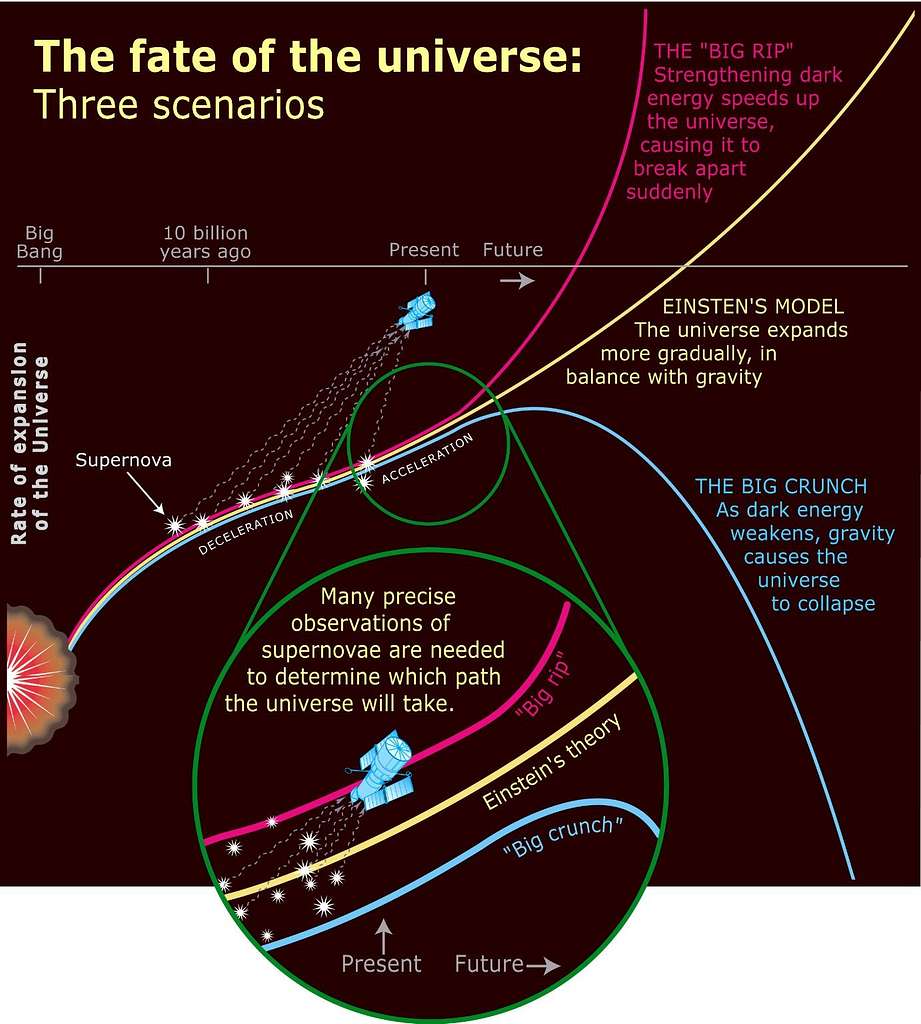 The fate of the universe:
Three scenarios
THE "BIG RIP"
Strengthening dark
energy speeds up
the universe,
causing it to
break apart
suddenly
Big
Bang
10 billion
years ago
Present
Future
EINSTEN'S MODEL
The universe expands
more gradually, in
balance with gravity
Rate of expansion
of the Universe
Supernova
ACCELERATION
DECELERATION
THE BIG CRUNCH
As dark energy
weakens, gravity
causes the
universe
to collapse
Many precise
observations of
supernovae are needed
to determine which path
the universe will take.
"Big rip"
Einstein's theory
"Big crunch"
Present
Future